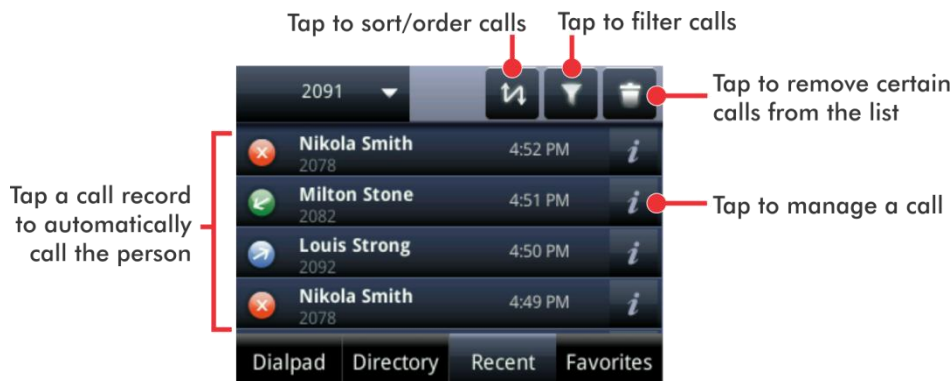 Tap to sort/order calls
Tap to filter calls
2091
Tap to remove certain
calls from the list
Nikola Smith
4:52 PM
i
2078
Tap a call record
to automatically
call the person
Milton Stone
4:51 PM
i
2082
Tap to manage a call
Louis Strong
4:50 PM
i
2092
Nikola Smith
4:49 PM
i
2078
Dialpad
Directory
Recent
Favorites